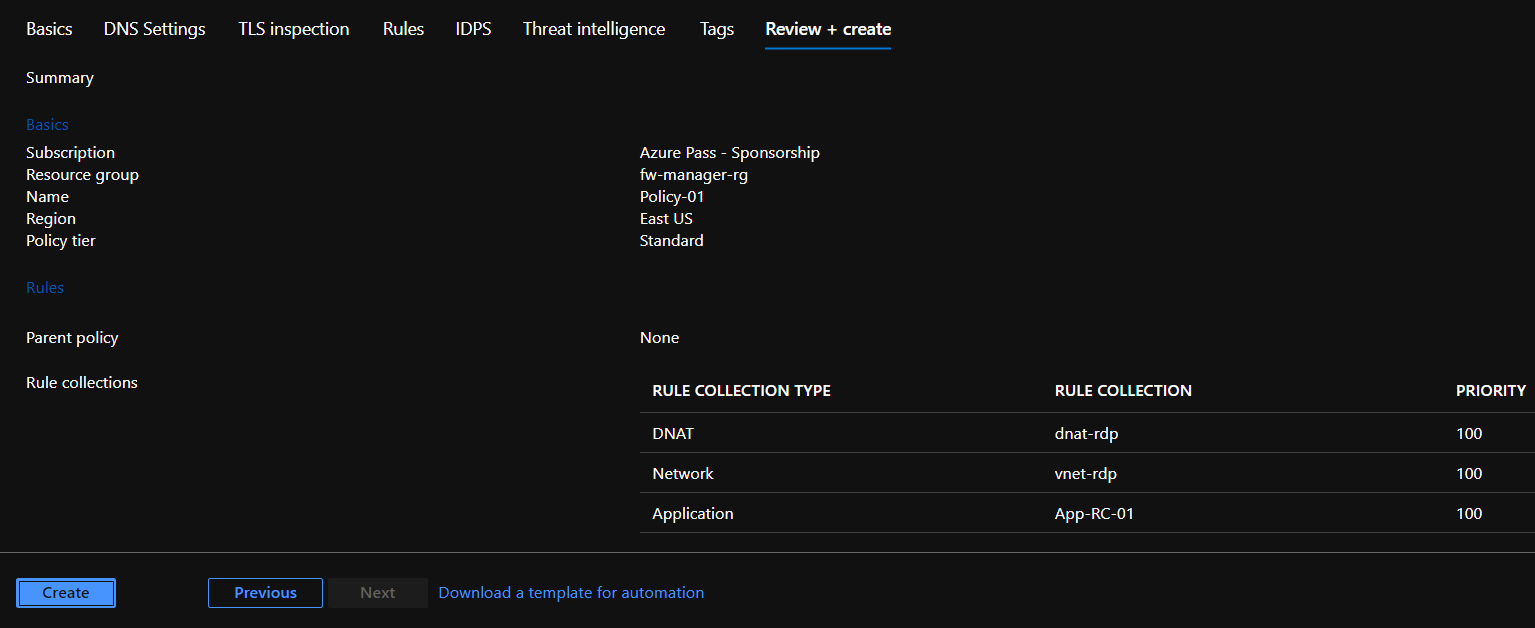 Basics DNS Settings TLS inspection Rules IDPS Threat intelligence Tags Review + create
Summary
Basics
Subscription Azure Pass - Sponsorship
Resource group fw-manager-rg
Name Policy-01
Region East US
Policy tier Standard
Rules
Parent policy None
Rule collections
RULE COLLECTION TYPE RULE COLLECTION PRIORITY
DNAT dnat-rdp 100
Network vnet-rdp 100
Application App-RC-01 100
Create Previous Next Download a template for automation